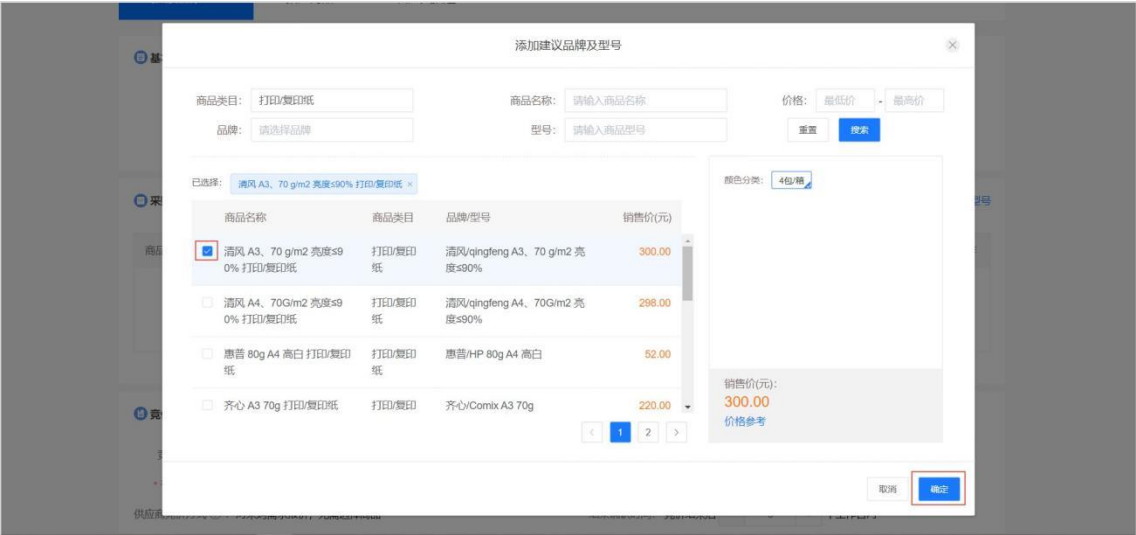 添加建议品牌及型号
基
商品类目: 打印/复印纸 商品名称: 请输入商品名称 价格: 最低价 - 最高价
品牌: 请选择品牌 型号: 请输入商品型号 重置 搜索
已选择: 清风 A3、70 g/m2 亮度≤90% 打印/复印纸 ×
颜色分类: 4包/箱
采
型号
商品名称 商品类目 品牌/型号 销售价(元)
商品
清风 A3、70 g/m2 亮度≤9 打印/复印 清风/qingfeng A3、70 g/m2 亮 300.00
0% 打印/复印纸 纸 度≤90%
清风 A4、70G/m2 亮度≤9 打印/复印 清风/qingfeng A4、70G/m2 亮 298.00
0% 打印/复印纸 纸 度≤90%
惠普 80g A4 高白 打印/复印 打印/复印 惠普/HP 80g A4 高白 52.00
纸 纸
齐心 A3 70g 打印/复印纸 打印/复印 齐心/Comix A3 70g 220.00
销售价(元):
300.00
价格参考
竞
< 1 2 >
取消 确定
供应商